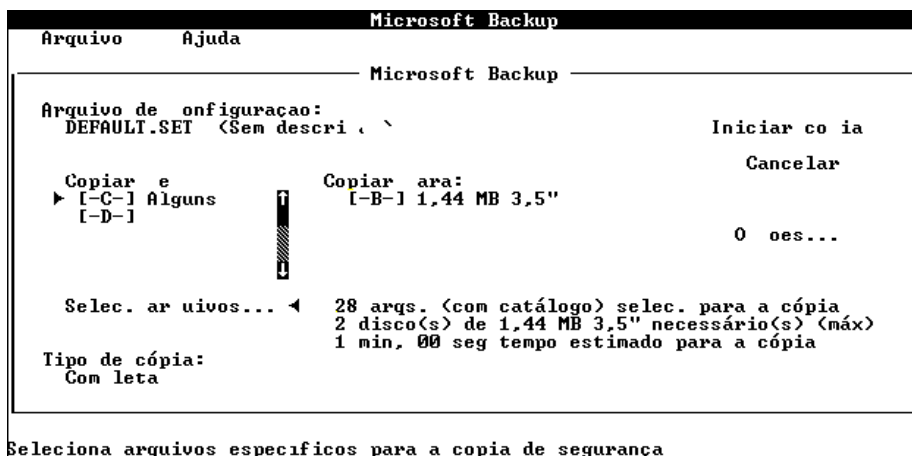 Microsoft Backup
Arquivo Ajuda
Microsoft Backup
Arquivo de onfiguraçao:
DEFAULT.SET (Sem descri
Iniciar co ia
Cancelar
Copiar e
[-C-] Alguns
[-D-]
Copiar ara:
[-B-] 1,44 MB 3,5"
O oes...
Selec. ar uivos...
28 arqs. (com catálogo) selec. para a cópia
2 disco(s) de 1,44 MB 3,5" necessário(s) (máx)
1 min, 00 seg tempo estimado para a cópia
Tipo de cópia:
Com leta
Seleciona arquivos especificos para a copia de segurança